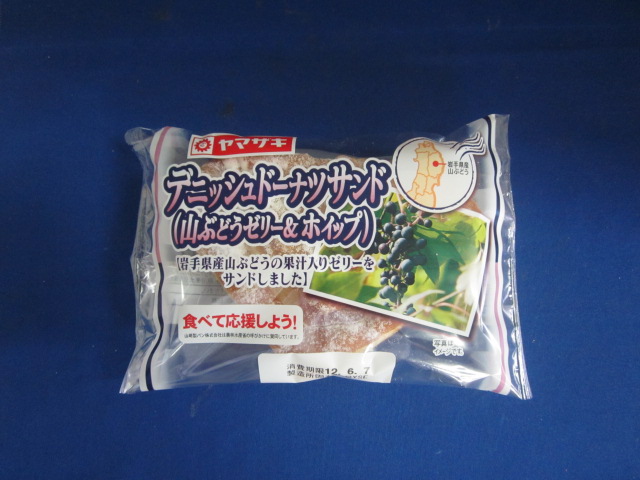 ヤマザキ
岩手県産
山ぶどう
デニッシュドーナツサンド
(山ぶどうゼリー&ホイップ)
【岩手県産山ぶどうの果汁入りゼリーを
サンドしました】
食べて応援しよう!
写真は
イメージです。
消費期限12.6.7
製造所固